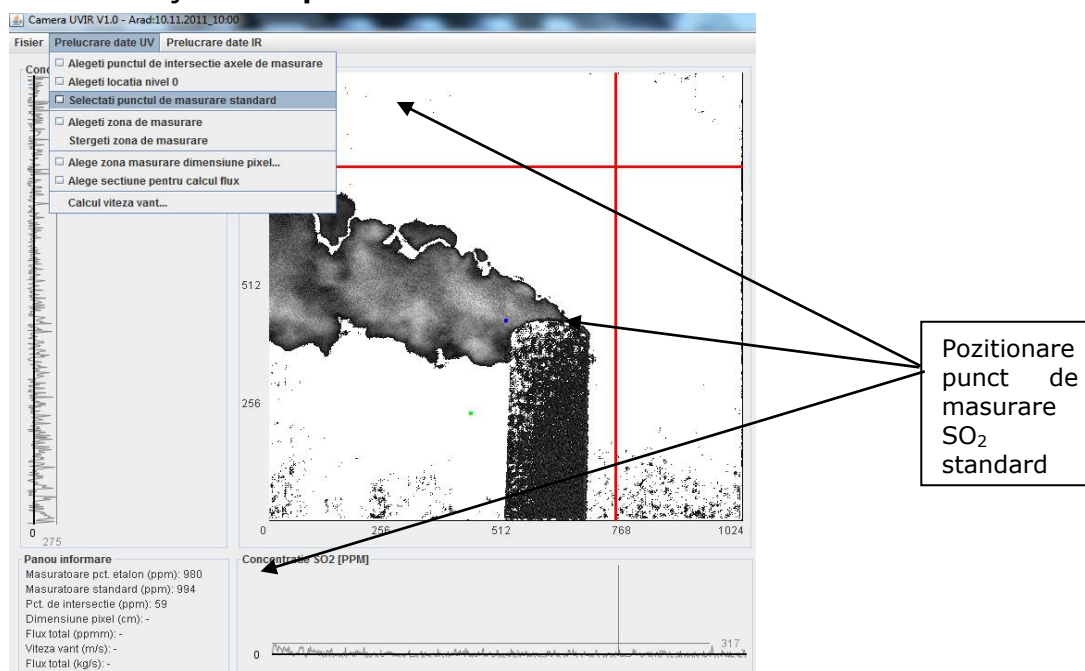 Camera UVIR V1.0 - Arad:10.11.2011_10:00
Fisier Prelucrare date UV Prelucrare date IR
Conc
Alegeti punctul de intersectie axele de masurare
Alegeti locatia nivel 0
Selectati punctul de masurare standard
Alegeti zona de masurare
Stergeti zona de masurare
Alege zona masurare dimensiune pixel...
Alege sectiune pentru calcul flux
Calcul viteza vant...
512
256
0 256 512 768 1024
0
275
Pozitionare
punct de
masurare
SO₂
standard
Panou informare
Masuratoare pct. etalon (ppm): 980
Masuratoare standard (ppm): 994
Pct. de intersectie (ppm): 59
Dimensiune pixel (cm): -
Flux total (ppmm): -
Viteza vant (m/s): -
Flux total (kg/s): -
Concentratie SO2 [PPM]
317
0